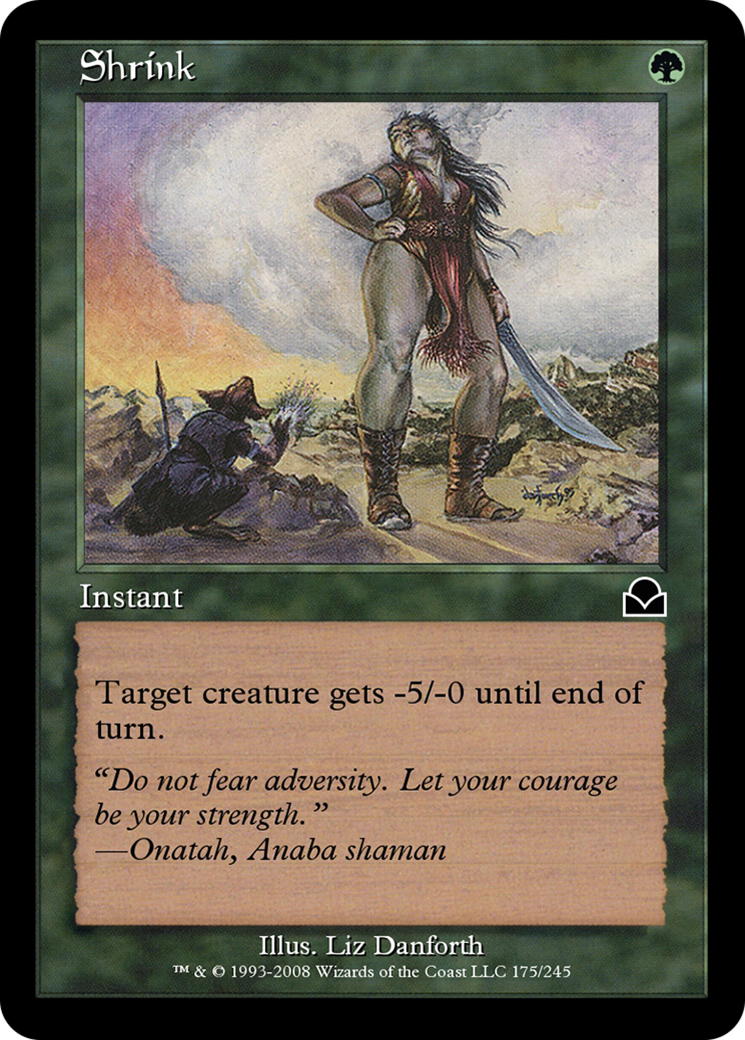 Shrink
Instant
Target creature gets -5/-0 until end of
turn.
“Do not fear adversity. Let your courage
be your strength.”
—Onatah, Anaba shaman
Illus. Liz Danforth
™ & © 1993-2008 Wizards of the Coast LLC 175/245